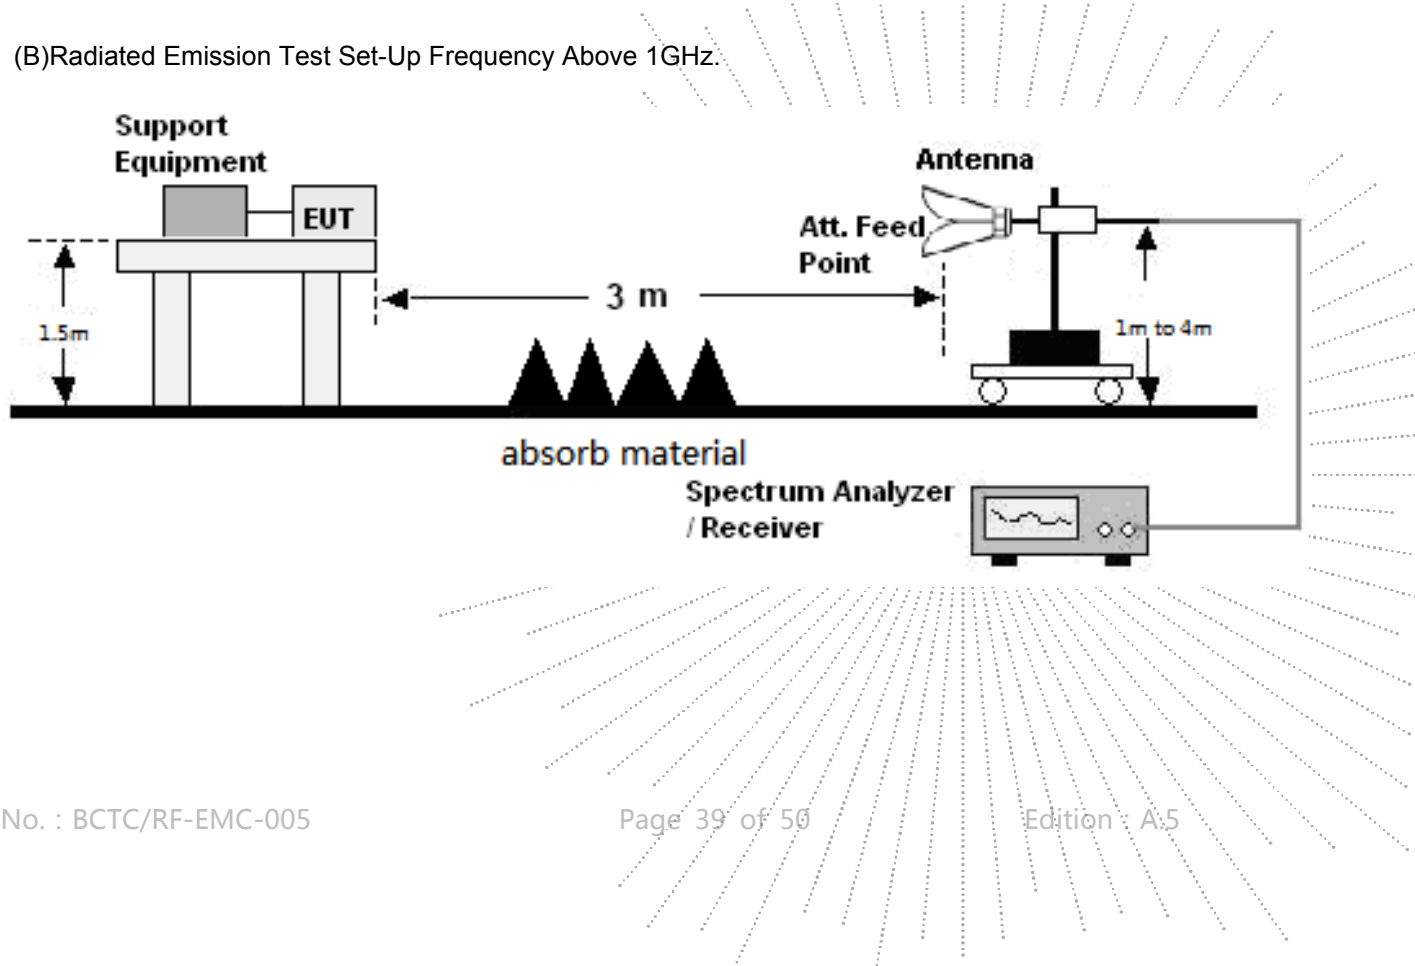 (B)Radiated Emission Test Set-Up Frequency Above 1GHz.
Support
Equipment
Antenna
EUT
Att. Feed
Point
3 m
1.5m
1m to 4m
absorb material
Spectrum Analyzer
/ Receiver
No. : BCTC/RF-EMC-005 Page 39 of 50 Edition : A.5